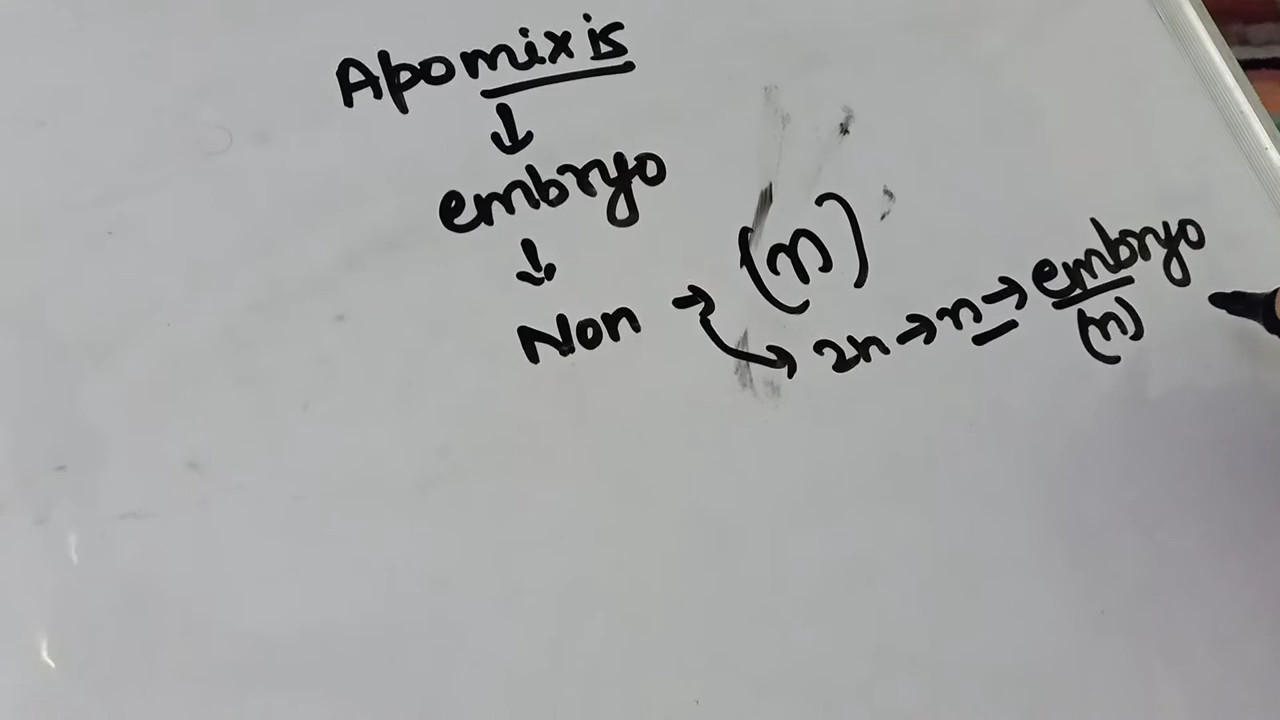 Apomixis
↓
embryo
↓
Non → (n)
→ 2n → n → embryo
(n)